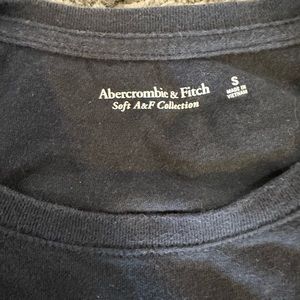 Abercrombie & Fitch
Soft A&F Collection
S
MADE IN
VIETNAM